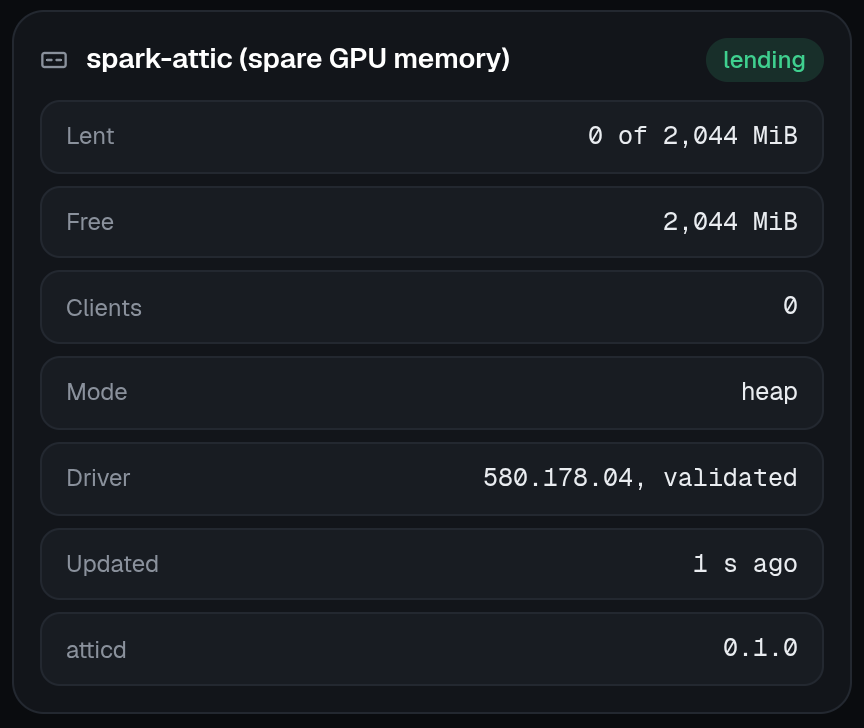 spark-attic (spare GPU memory) lending
Lent 0 of 2,044 MiB
Free 2,044 MiB
Clients 0
Mode heap
Driver 580.178.04, validated
Updated 1 s ago
atticd 0.1.0